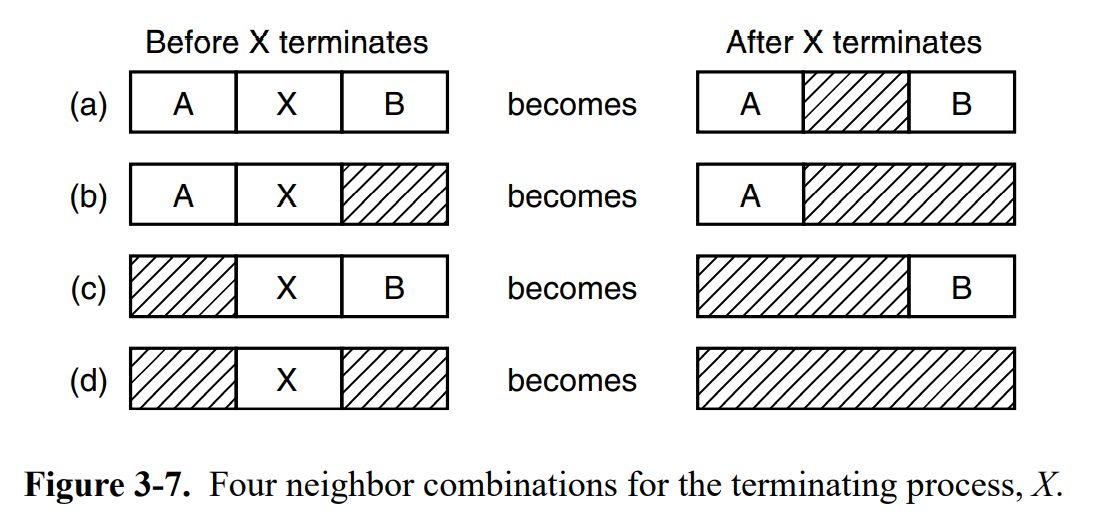 Before X terminates After X terminates
(a) A X B becomes A B
(b) A X becomes A
(c) X B becomes B
(d) X becomes
Figure 3-7. Four neighbor combinations for the terminating process, X.